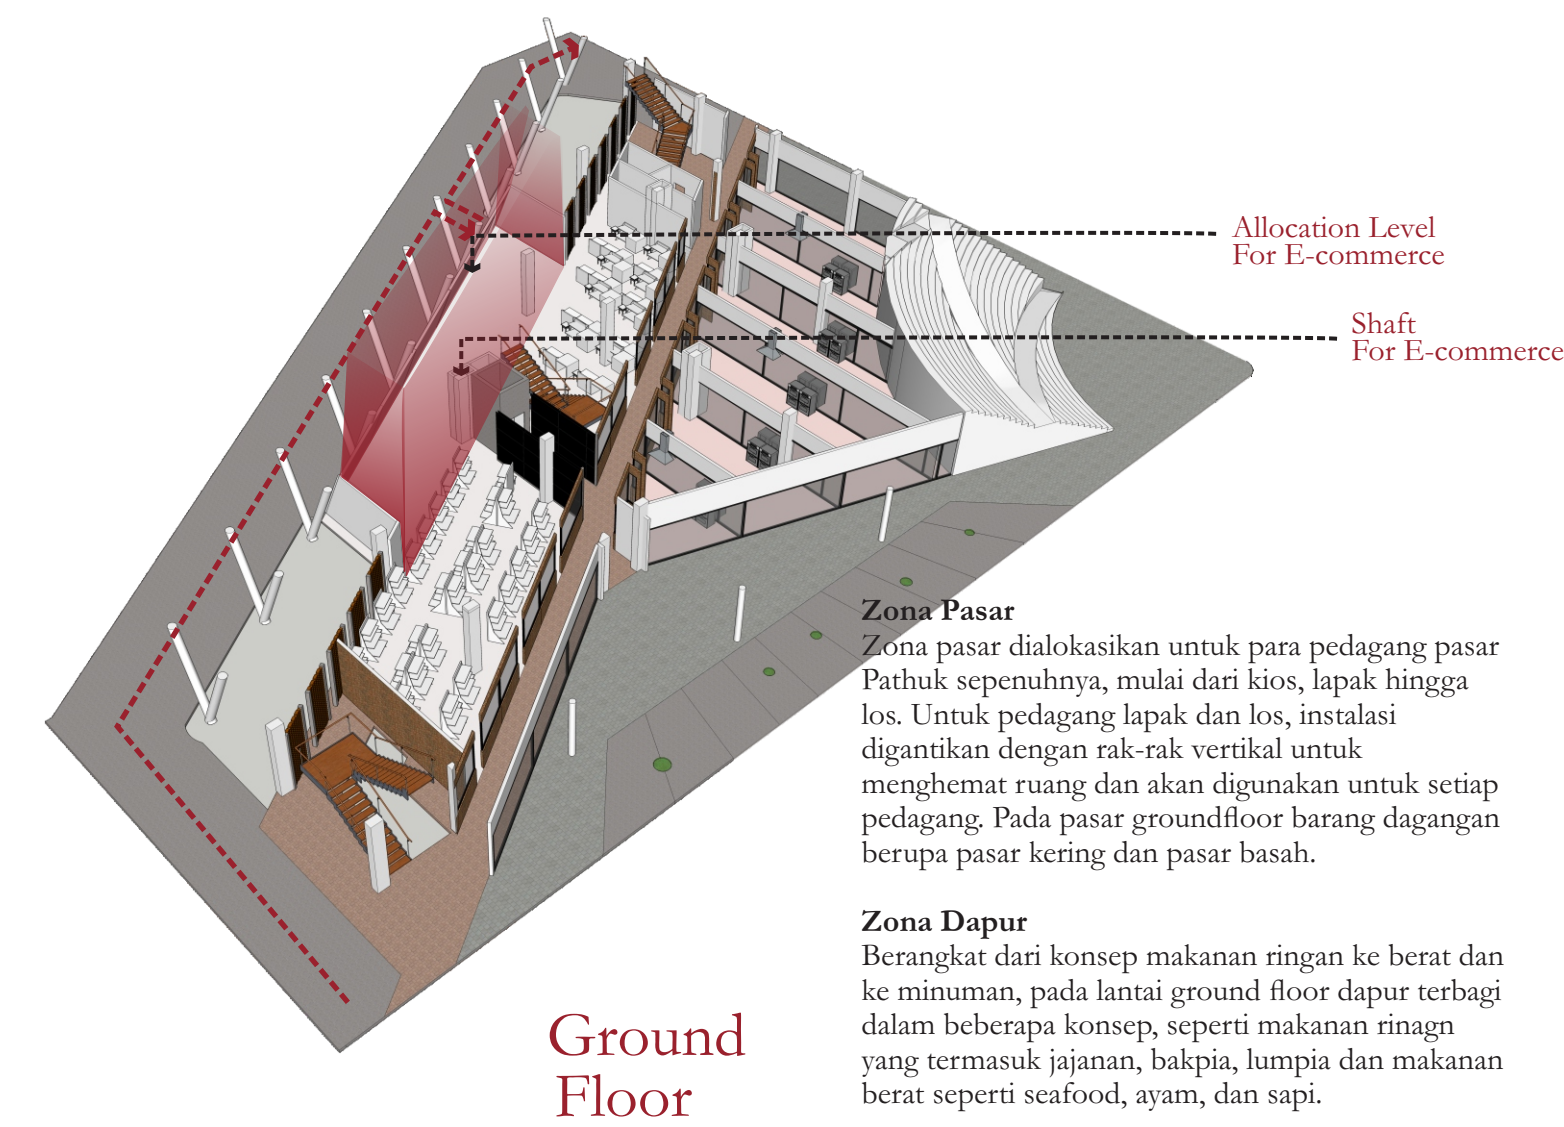 Allocation Level
For E-commerce
Shaft
For E-commerce
Zona Pasar
Zona pasar dialokasikan untuk para pedagang pasar
Pathuk sepenuhnya, mulai dari kios, lapak hingga
los. Untuk pedagang lapak dan los, instalasi
digantikan dengan rak-rak vertikal untuk
menghemat ruang dan akan digunakan untuk setiap
pedagang. Pada pasar groundfloor barang dagangan
berupa pasar kering dan pasar basah.
Zona Dapur
Berangkat dari konsep makanan ringan ke berat dan
ke minuman, pada lantai ground floor dapur terbagi
dalam beberapa konsep, seperti makanan rinagn
yang termasuk jajanan, bakpia, lumpia dan makanan
berat seperti seafood, ayam, dan sapi.
Ground
Floor